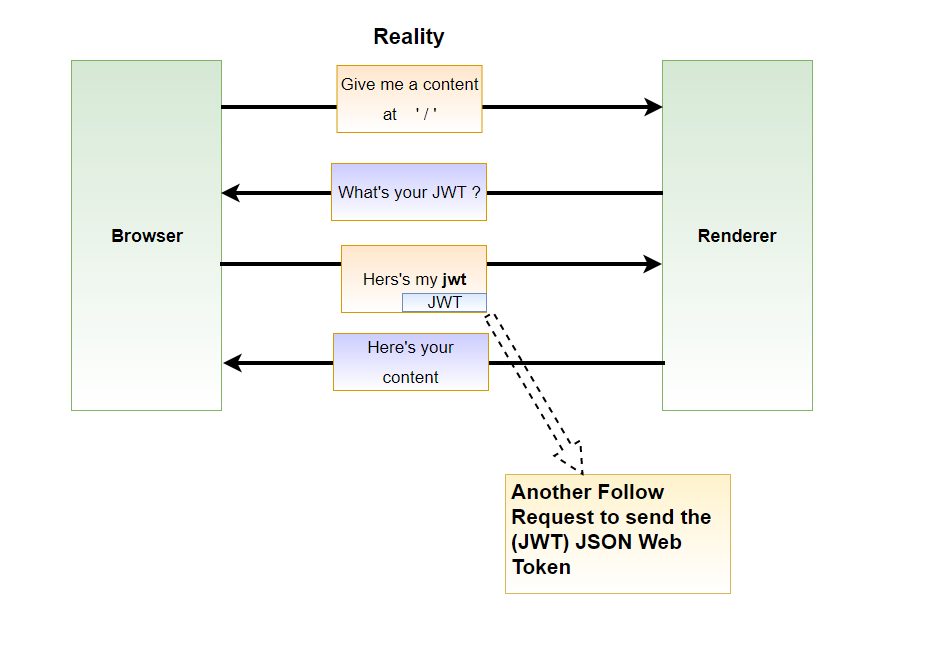 Reality
Give me a content
at ' / '
What's your JWT ?
Browser
Renderer
Hers's my jwt
JWT
Here's your
content
Another Follow
Request to send the
(JWT) JSON Web
Token